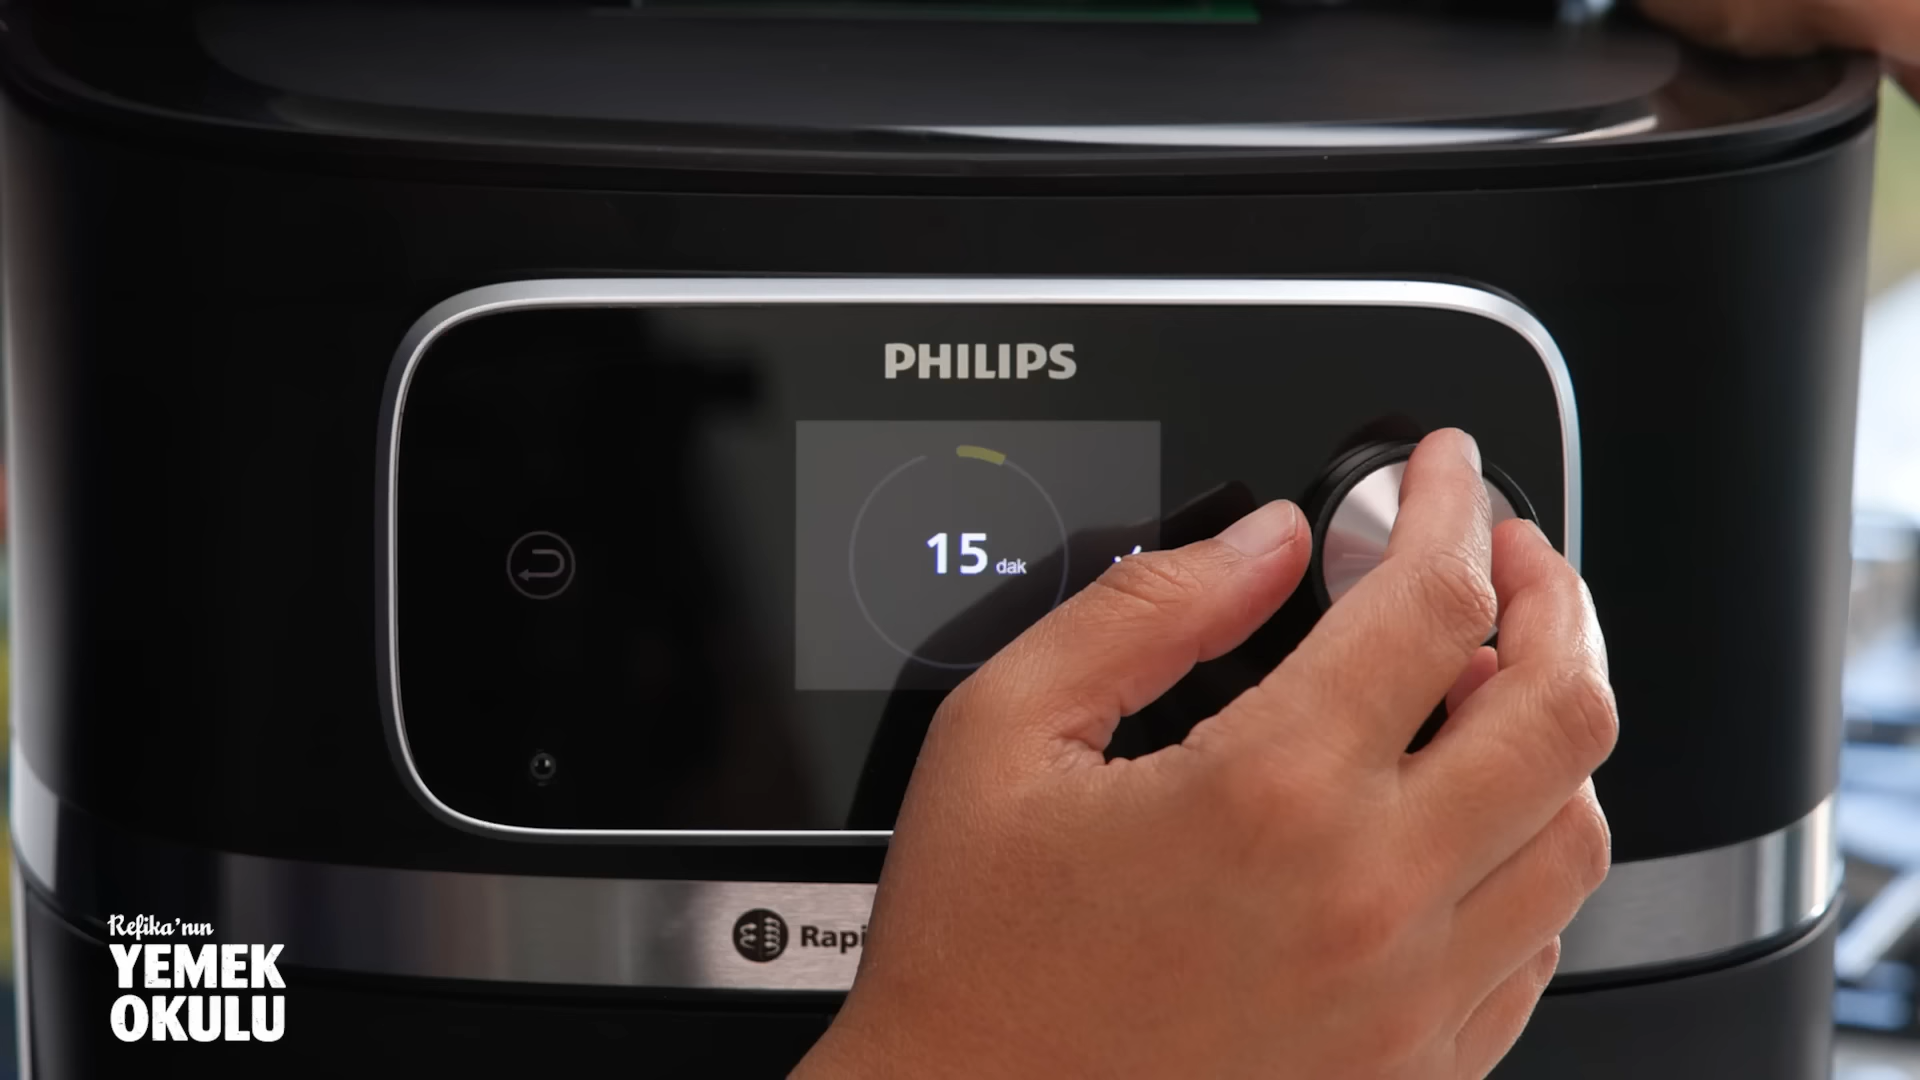 PHILIPS
15 dak
Rapi
Refika'nın
YEMEK
OKULU